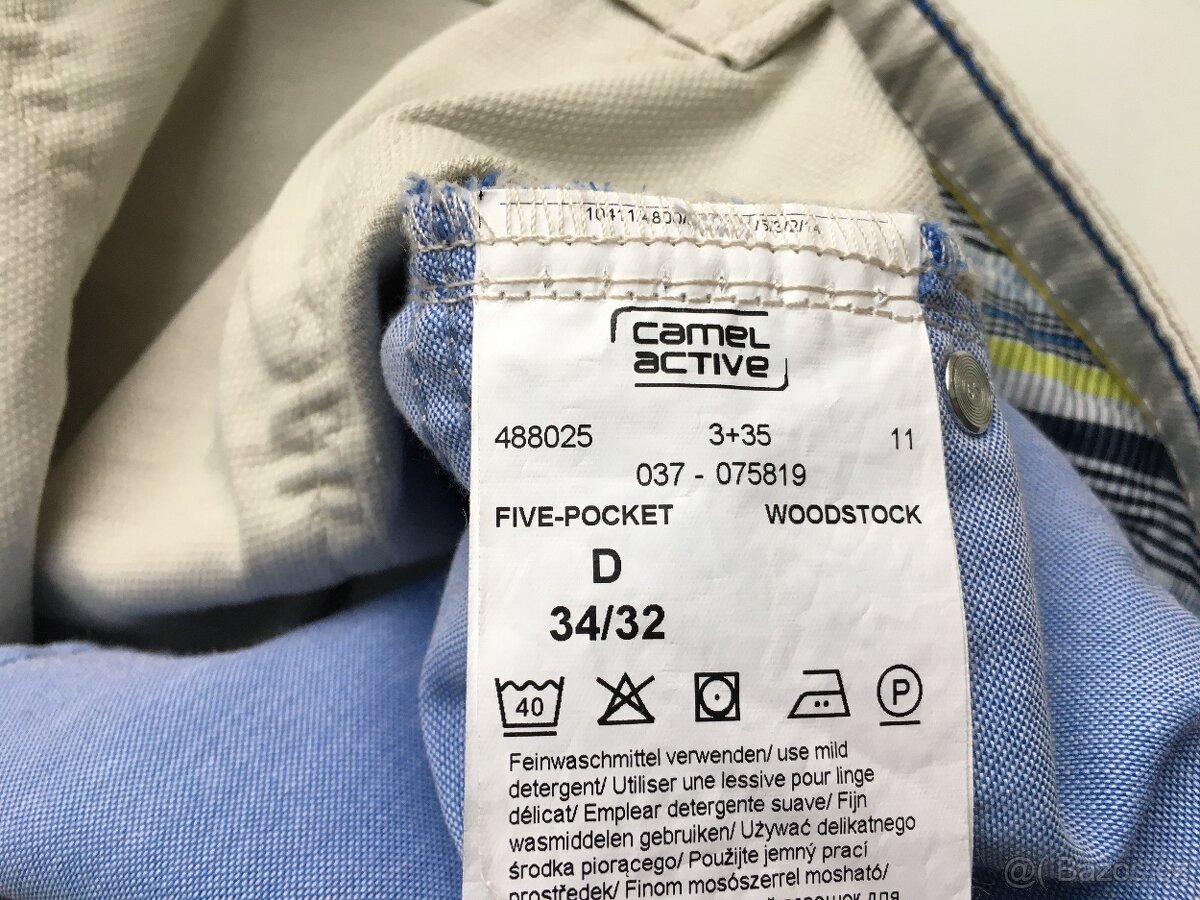 camel
active
488025 3+35 11
037 - 075819
FIVE-POCKET WOODSTOCK
D
34/32
40 P
Feinwaschmittel verwenden/ use mild
detergent/ Utiliser une lessive pour linge
délicat/ Emplear detergente suave/ Fijn
wasmiddelen gebruiken/ Używać delikatnego
środka piorącego/ Použijte jemný prací
prostředek/ Finom mosószerrel mosható/
для